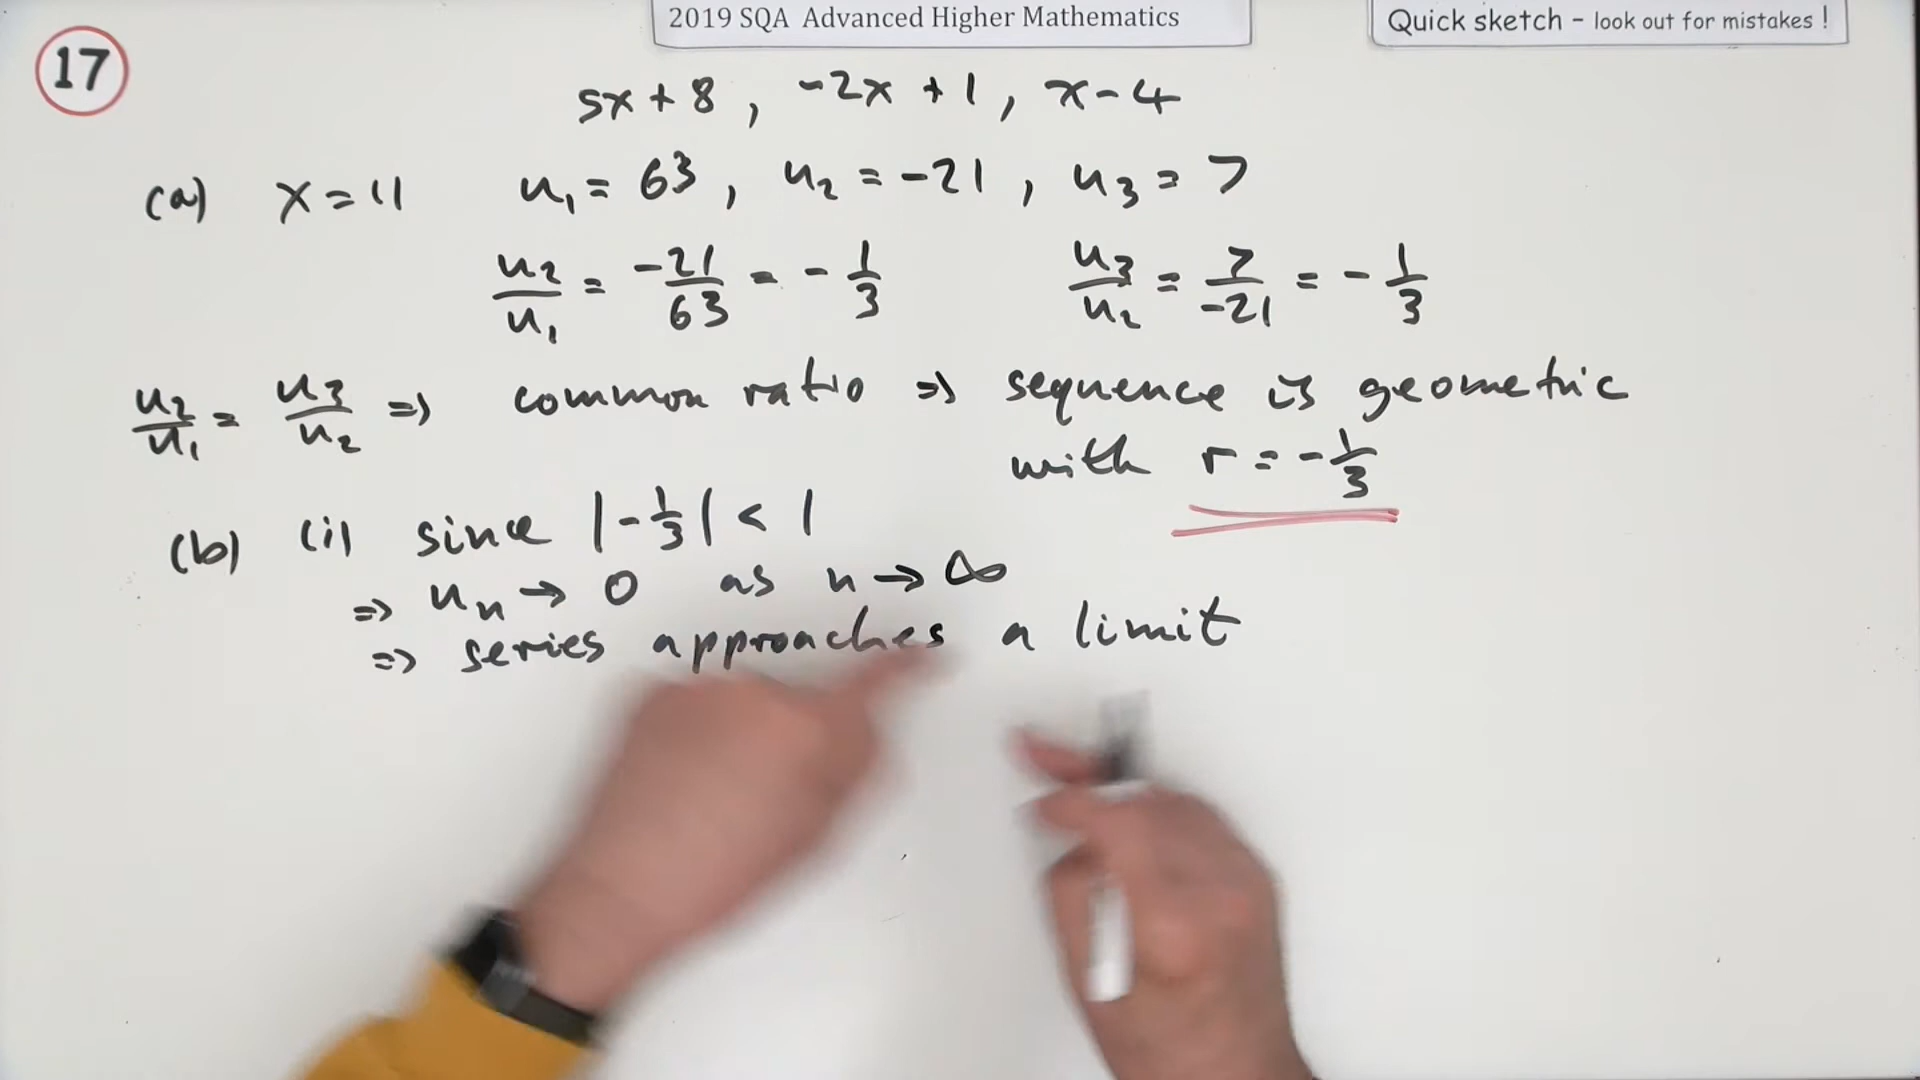 2019 SQA Advanced Higher Mathematics
Quick sketch – look out for mistakes !
17
5x + 8 , -2x + 1 , x - 4
(a) x = 11 u₁ = 63 , u₂ = -21 , u₃ = 7
u₂/u₁ = -21/63 = -1/3 u₃/u₂ = 7/-21 = -1/3
u₂/u₁ = u₃/u₂ ⇒ common ratio ⇒ sequence is geometric
with r = -1/3
(b) (i) since |-1/3| < 1
⇒ uₙ → 0 as n → ∞
⇒ series approaches a limit